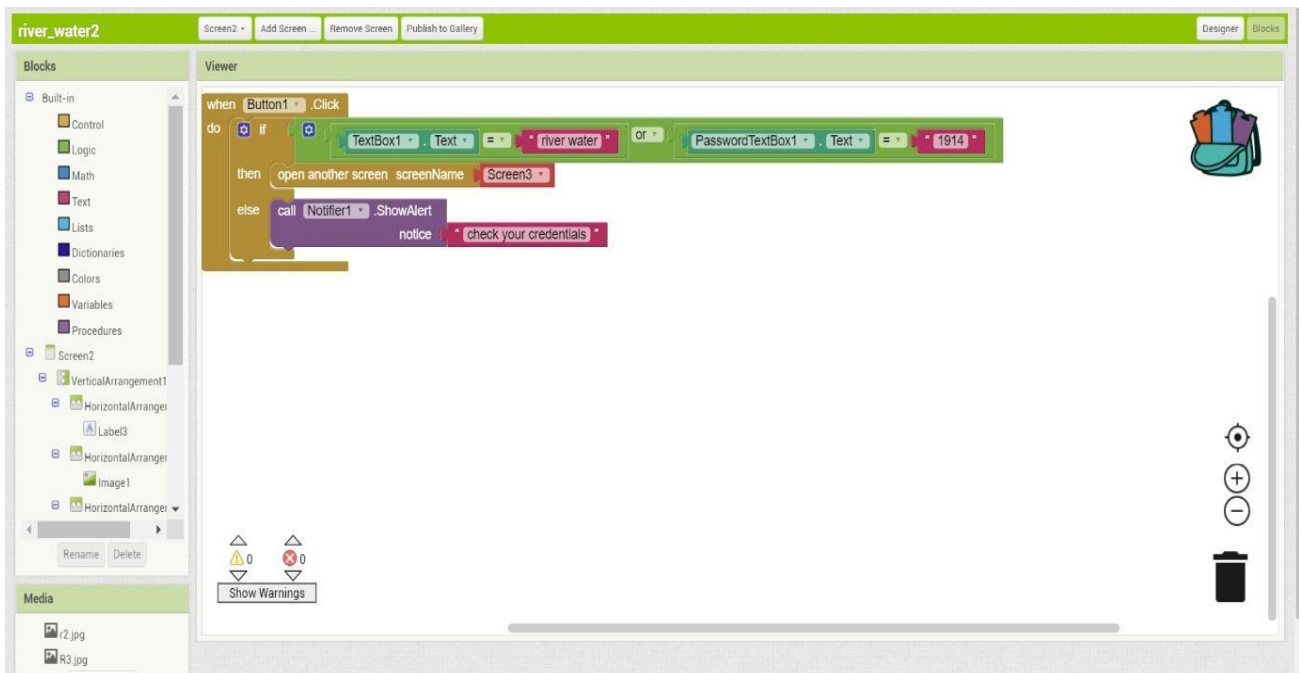 river_water2
Screen2
Add Screen ...
Remove Screen
Publish to Gallery
Designer
Blocks
Blocks
Viewer
Built-in
Control
Logic
Math
Text
Lists
Dictionaries
Colors
Variables
Procedures
Screen2
VerticalArrangement1
HorizontalArranger
Label3
HorizontalArranger
Image1
HorizontalArranger
Rename
Delete
Media
r2.jpg
R3.jpg
when Button1 .Click
do if TextBox1 . Text = " river water " or PasswordTextBox1 . Text = " 1914 "
then open another screen screenName Screen3
else call Notifier1 .ShowAlert
notice " check your credentials "
0 0
Show Warnings